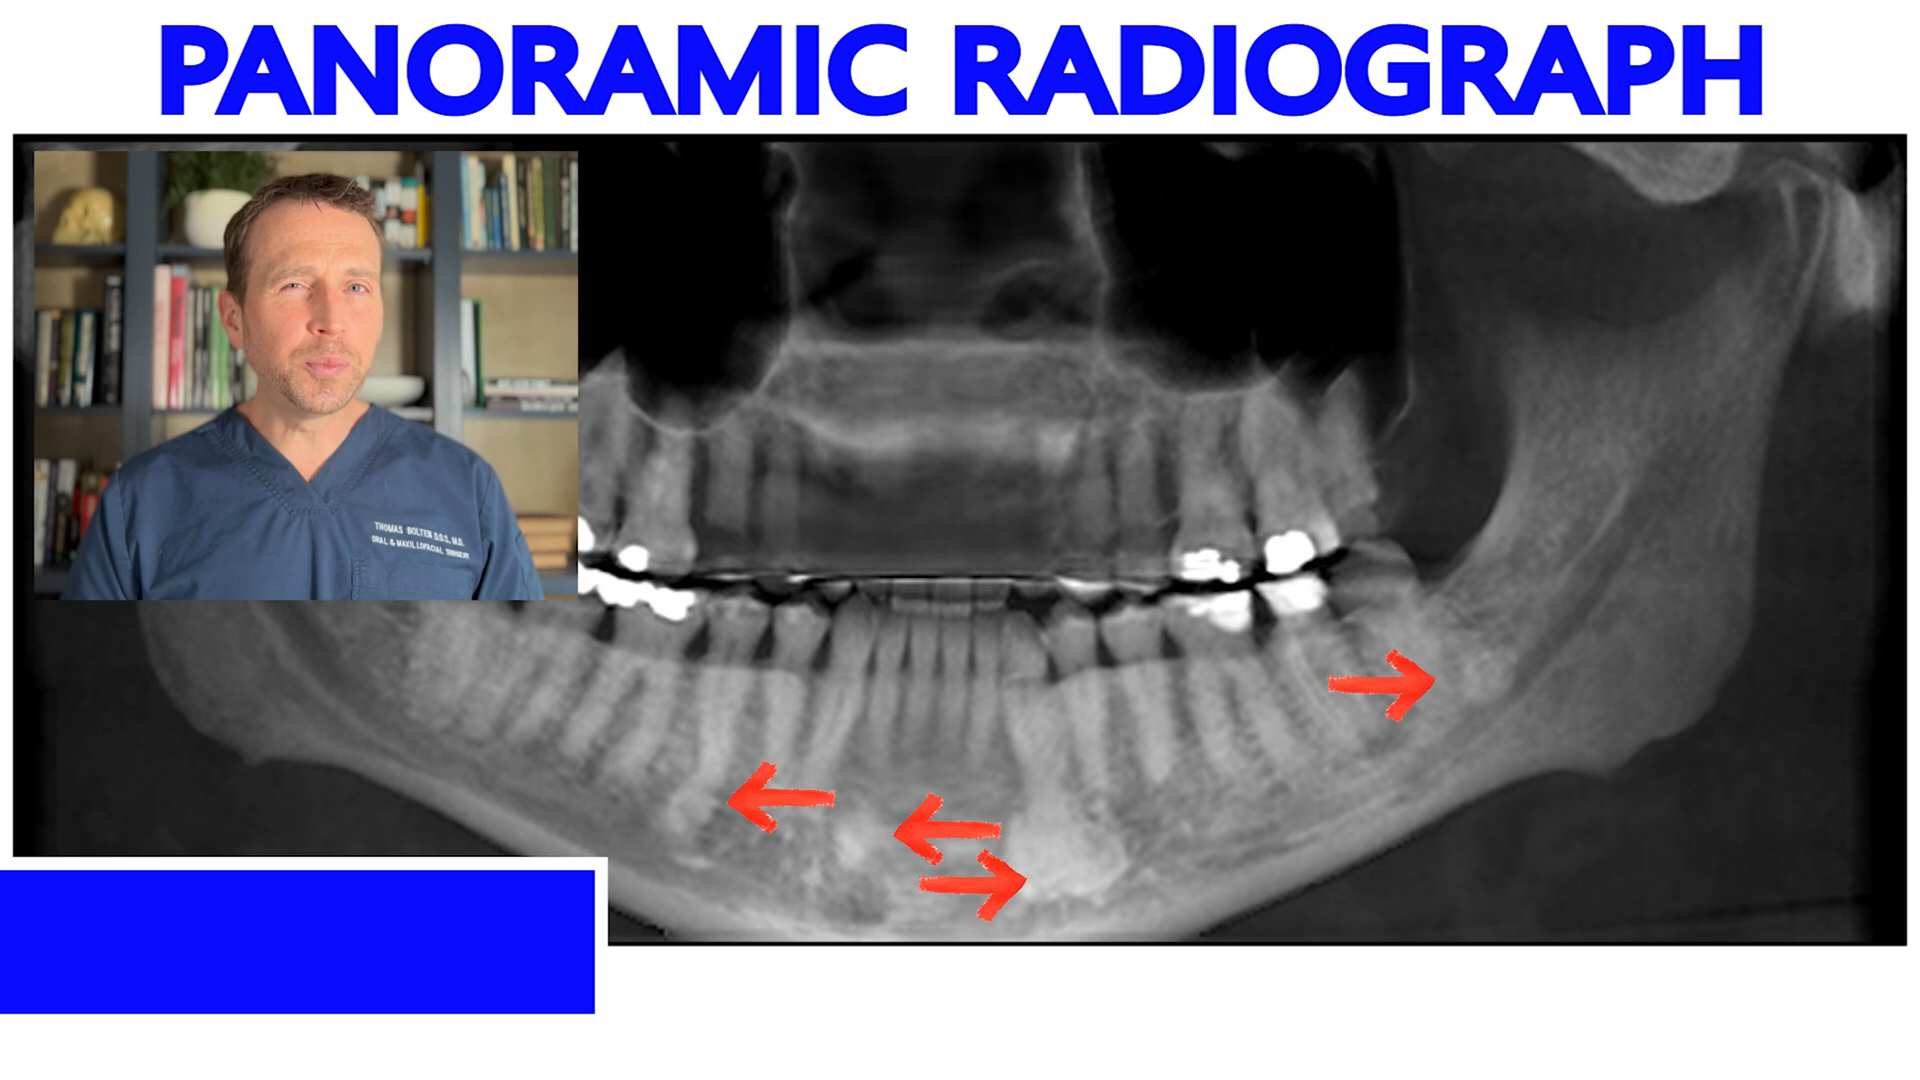 PANORAMIC RADIOGRAPH
THOMAS BOLTEN D.D.S., M.D.
ORAL & MAXILLOFACIAL SURGERY